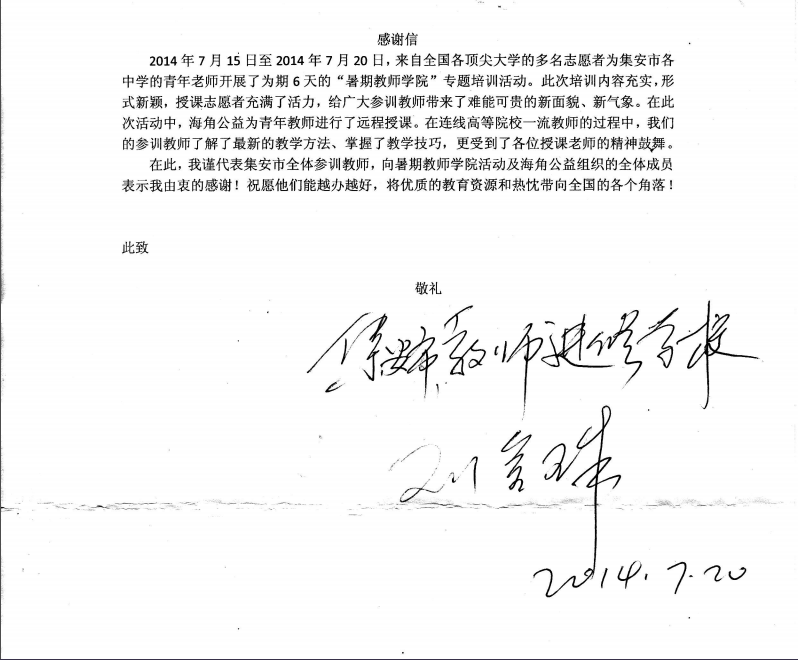 感谢信
2014年7月15日至2014年7月20日，来自全国各顶尖大学的多名志愿者为集安市各
中学的青年老师开展了为期6天的“暑期教师学院”专题培训活动。此次培训内容充实，形
式新颖，授课志愿者充满了活力，给广大参训教师带来了难能可贵的新面貌、新气象。在此
次活动中，海角公益为青年教师进行了远程授课。在连线高等院校一流教师的过程中，我们
的参训教师了解了最新的教学方法、掌握了教学技巧，更受到了各位授课老师的精神鼓舞。
在此，我谨代表集安市全体参训教师，向暑期教师学院活动及海角公益组织的全体成员
表示我由衷的感谢！祝愿他们能越办越好，将优质的教育资源和热忱带向全国的各个角落！
此致
敬礼
集安市教师进修学校
刘
2014.7.20